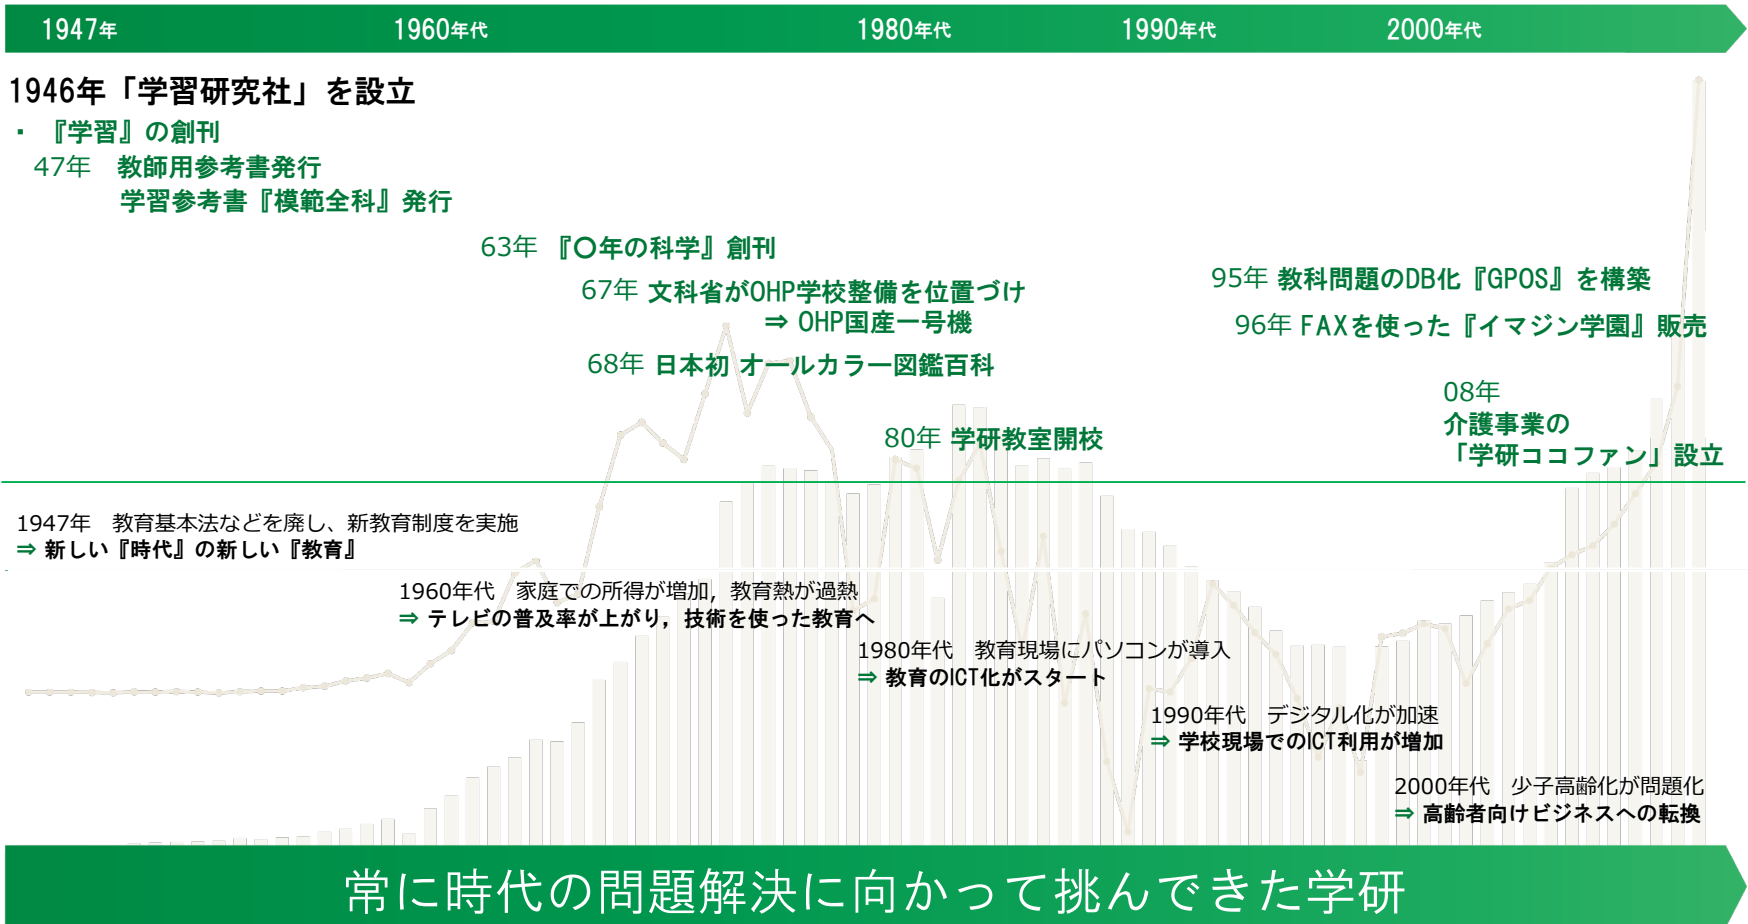 1947年
1960年代
1980年代
1990年代
2000年代
1946年「学習研究社」を設立
・ 『学習』の創刊
47年 教師用参考書発行
学習参考書『模範全科』発行
63年 『〇年の科学』創刊
67年 文科省がOHP学校整備を位置づけ
⇒ OHP国産一号機
68年 日本初 オールカラー図鑑百科
80年 学研教室開校
95年 教科問題のDB化『GPOS』を構築
96年 FAXを使った『イマジン学園』販売
08年
介護事業の
「学研ココファン」設立
1947年 教育基本法などを廃し、新教育制度を実施
⇒ 新しい『時代』の新しい『教育』
1960年代 家庭での所得が増加，教育熱が過熱
⇒ テレビの普及率が上がり，技術を使った教育へ
1980年代 教育現場にパソコンが導入
⇒ 教育のICT化がスタート
1990年代 デジタル化が加速
⇒ 学校現場でのICT利用が増加
2000年代 少子高齢化が問題化
⇒ 高齢者向けビジネスへの転換
常に時代の問題解決に向かって挑んできた学研